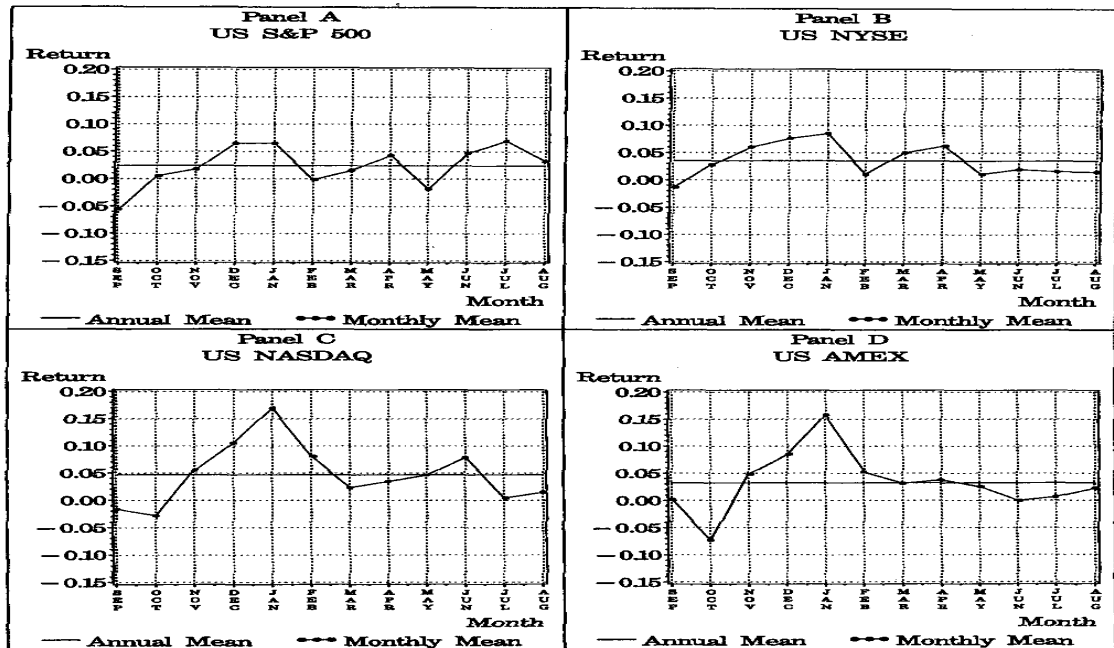 Panel A
US S&P 500
Return
0.20
0.15
0.10
0.05
0.00
−0.05
−0.10
−0.15
SEP OCT NOV DEC JAN FEB MAR APR MAY JUN JUL AUG
Month
Annual Mean Monthly Mean
Panel B
US NYSE
Return
0.20
0.15
0.10
0.05
0.00
−0.05
−0.10
−0.15
SEP OCT NOV DEC JAN FEB MAR APR MAY JUN JUL AUG
Month
Annual Mean Monthly Mean
Panel C
US NASDAQ
Return
0.20
0.15
0.10
0.05
0.00
−0.05
−0.10
−0.15
SEP OCT NOV DEC JAN FEB MAR APR MAY JUN JUL AUG
Month
Annual Mean Monthly Mean
Panel D
US AMEX
Return
0.20
0.15
0.10
0.05
0.00
−0.05
−0.10
−0.15
SEP OCT NOV DEC JAN FEB MAR APR MAY JUN JUL AUG
Month
Annual Mean Monthly Mean